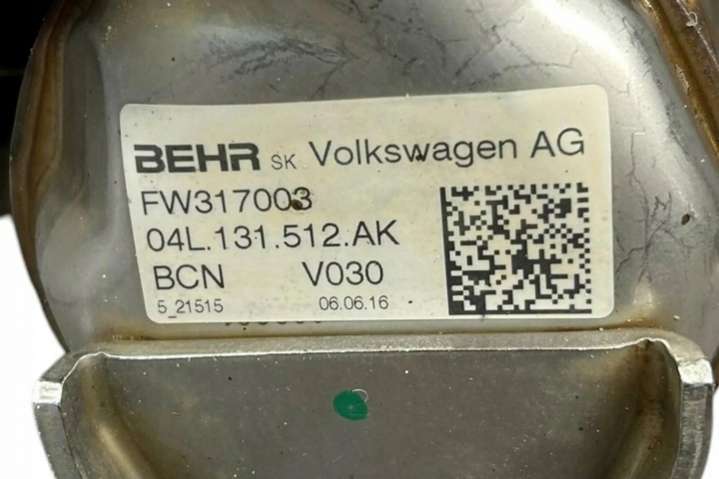 BEHR SK Volkswagen AG
FW317003
04L.131.512.AK
BCN V030
5_21515 06.06.16